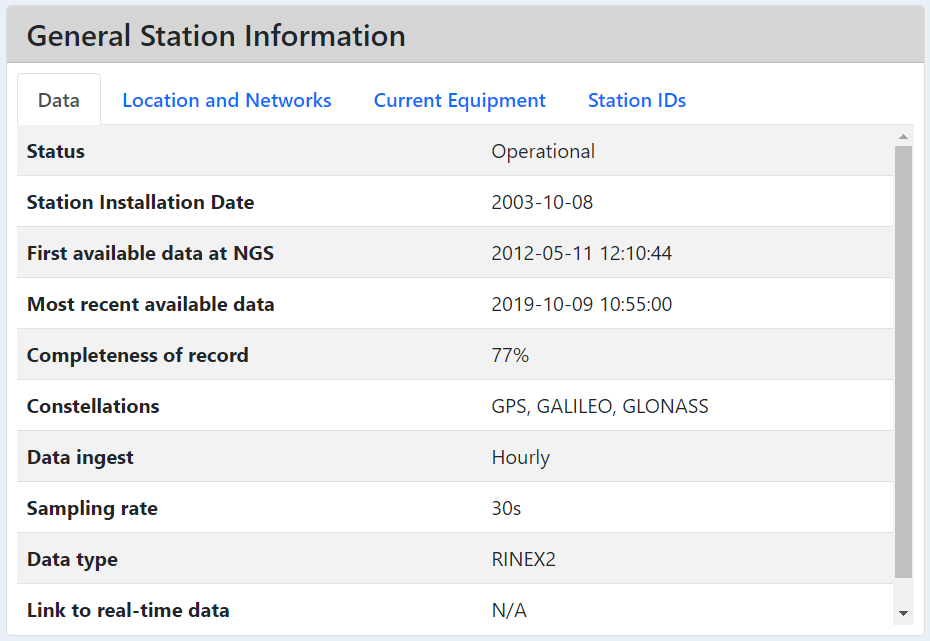 General Station Information
Data Location and Networks Current Equipment Station IDs
Status Operational
Station Installation Date 2003-10-08
First available data at NGS 2012-05-11 12:10:44
Most recent available data 2019-10-09 10:55:00
Completeness of record 77%
Constellations GPS, GALILEO, GLONASS
Data ingest Hourly
Sampling rate 30s
Data type RINEX2
Link to real-time data N/A